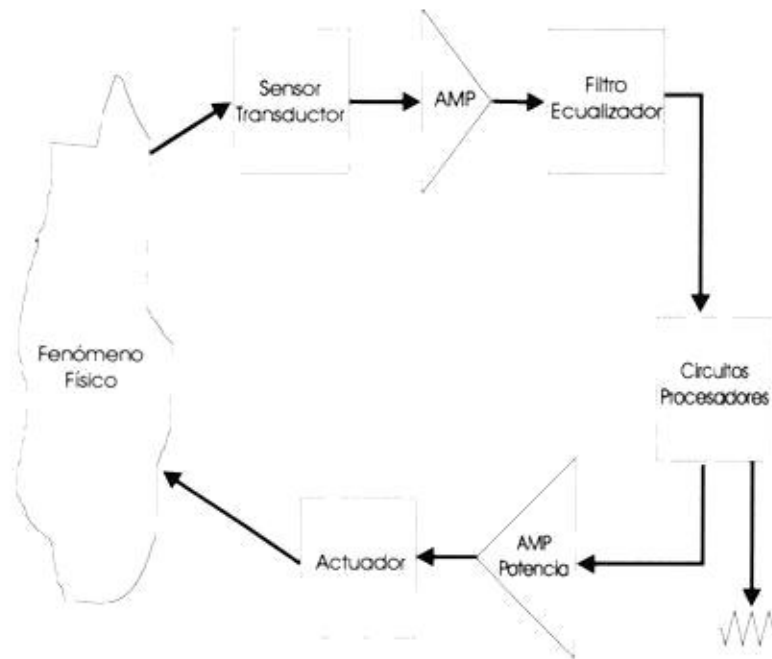 Sensor
Transductor
AMP
Filtro
Ecualizador
Fenómeno
Físico
Circuitos
Procesadores
AMP
Potencia
Actuador